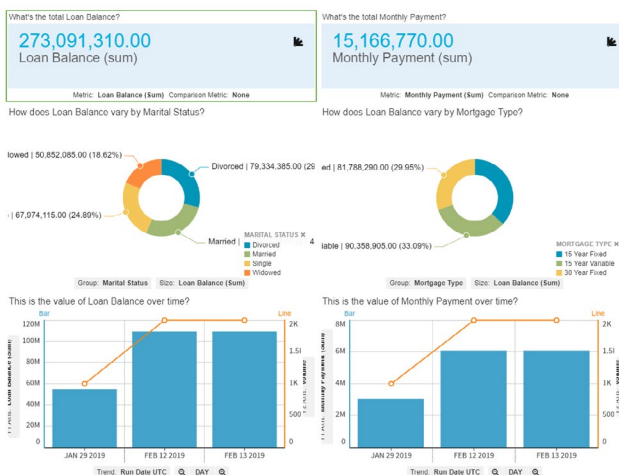 What's the total Loan Balance?
273,091,310.00
Loan Balance (sum)
Metric: Loan Balance (Sum) Comparison Metric: None
What's the total Monthly Payment?
15,166,770.00
Monthly Payment (sum)
Metric: Monthly Payment (Sum) Comparison Metric: None
How does Loan Balance vary by Marital Status?
lowed | 50,852,085.00 (18.62%)
Divorced | 79,334,385.00 (29
| 67,974,115.00 (24.89%)
Married |
4
MARITAL STATUS ×
Divorced
Married
Single
Widowed
Group: Marital Status Size: Loan Balance (Sum)
How does Loan Balance vary by Mortgage Type?
ed | 81,788,290.00 (29.95%)
iable | 90,358,905.00 (33.09%)
MORTGAGE TYPE ×
15 Year Fixed
15 Year Variable
30 Year Fixed
Group: Mortgage Type Size: Loan Balance (Sum)
This is the value of Loan Balance over time?
Bar
Line
120M
100M
80M
60M
40M
20M
0
2K
1.5I
1K
500
0
JAN 29 2019
FEB 12 2019
FEB 13 2019
Trend: Run Date UTC DAY
This is the value of Monthly Payment over time?
Bar
Line
8M
6M
4M
2M
0
2K
1.5I
1K
500
0
JAN 29 2019
FEB 12 2019
FEB 13 2019
Trend: Run Date UTC DAY